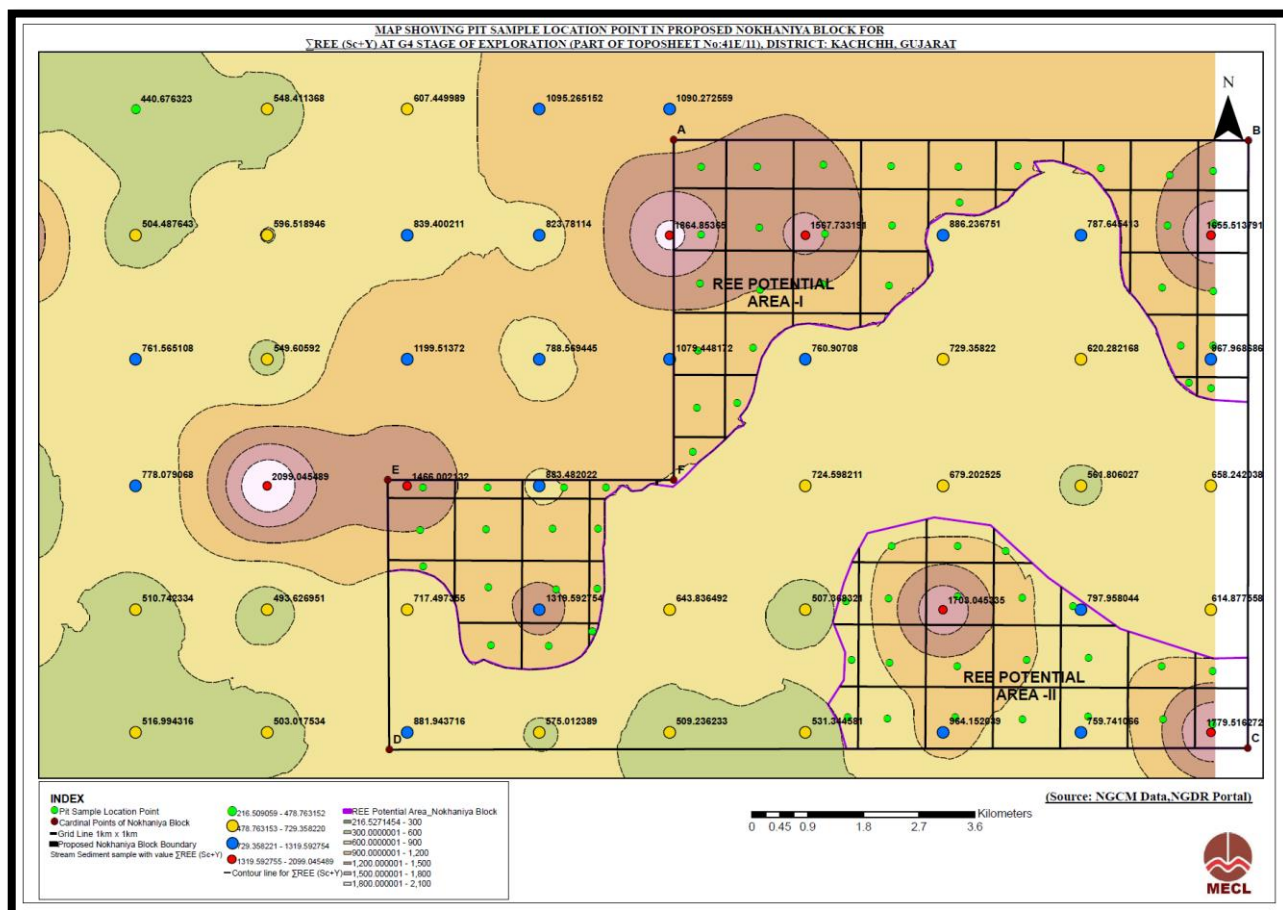 MAP SHOWING PIT SAMPLE LOCATION POINT IN PROPOSED NOKHANIYA BLOCK FOR
∑REE (Sc+Y) AT G4 STAGE OF EXPLORATION (PART OF TOPOSHEET No:41E/11), DISTRICT: KACHCHH, GUJARAT
N
440.676323 548.411368 607.449989 1095.265152 1090.272559
A B
504.487643 596.518946 839.400211 823.78114 1864.85365 1567.733191 886.236751 787.645413 1655.513791
REE POTENTIAL
AREA-I
761.565108 549.60592 1199.51372 788.569445 1079.448172 760.90708 729.35822 620.282168 867.968686
E F
778.079068 2099.045489 1466.002132 883.482022 724.598211 679.202525 561.806027 658.242038
510.742334 493.626951 717.497355 1319.592754 643.836492 507.368321 1703.045335 797.958044 614.877558
REE POTENTIAL
AREA -II
516.994316 503.017534 881.943716 575.012389 509.236233 531.344581 964.152039 759.741066 1779.516272
D C
INDEX
Pit Sample Location Point
Cardinal Points of Nokhaniya Block
Grid Line 1km x 1km
Proposed Nokhaniya Block Boundary
Stream Sediment sample with value ∑REE (Sc+Y)
216.509059 - 478.763152
478.763153 - 729.358220
729.358221 - 1319.592754
1319.592755 - 2099.045489
Contour line for ∑REE (Sc+Y)
REE Potential Area_Nokhaniya Block
216.5271454 - 300
300.0000001 - 600
600.0000001 - 900
900.0000001 - 1,200
1,200.000001 - 1,500
1,500.000001 - 1,800
1,800.000001 - 2,100
(Source: NGCM Data,NGDR Portal)
Kilometers
0 0.45 0.9 1.8 2.7 3.6
MECL